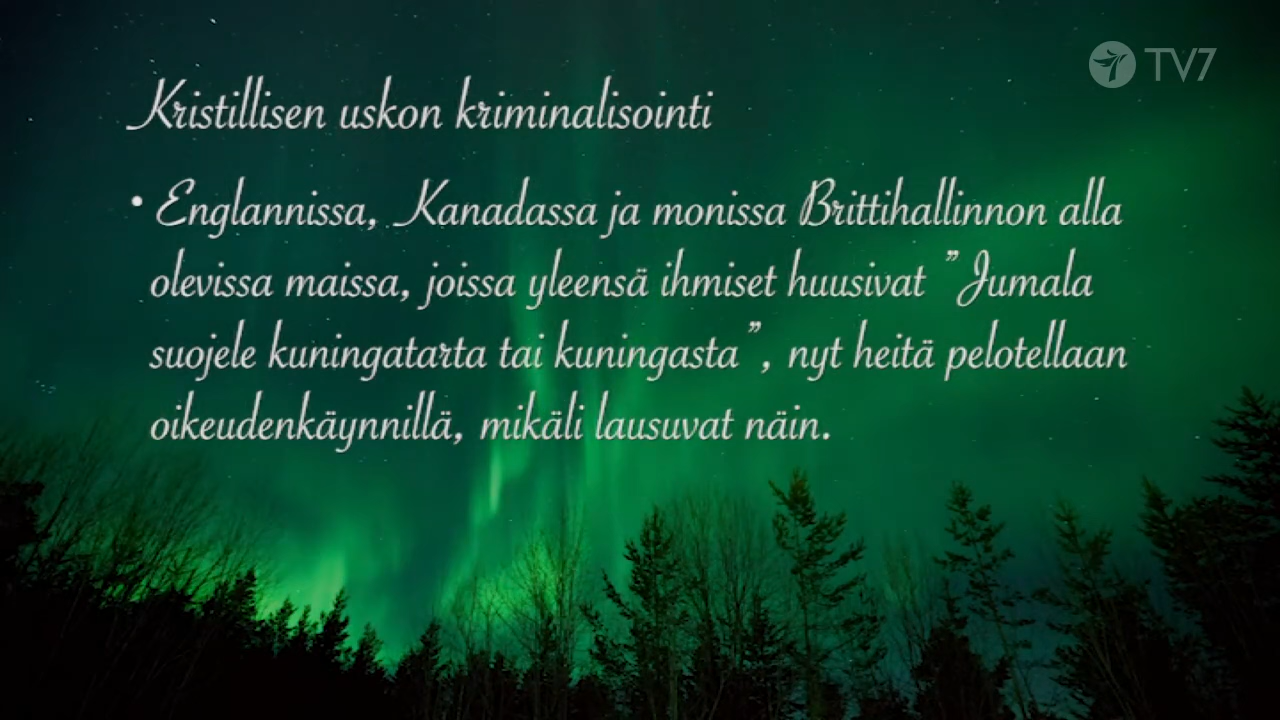 TV7
Kristillisen uskon kriminalisointi
• Englannissa, Kanadassa ja monissa Brittihallinnon alla
olevissa maissa, joissa yleensä ihmiset huusivat ”Jumala
suojele kuningatarta tai kuningasta”, nyt heitä pelotellaan
oikeudenkäynnillä, mikäli lausuvat näin.